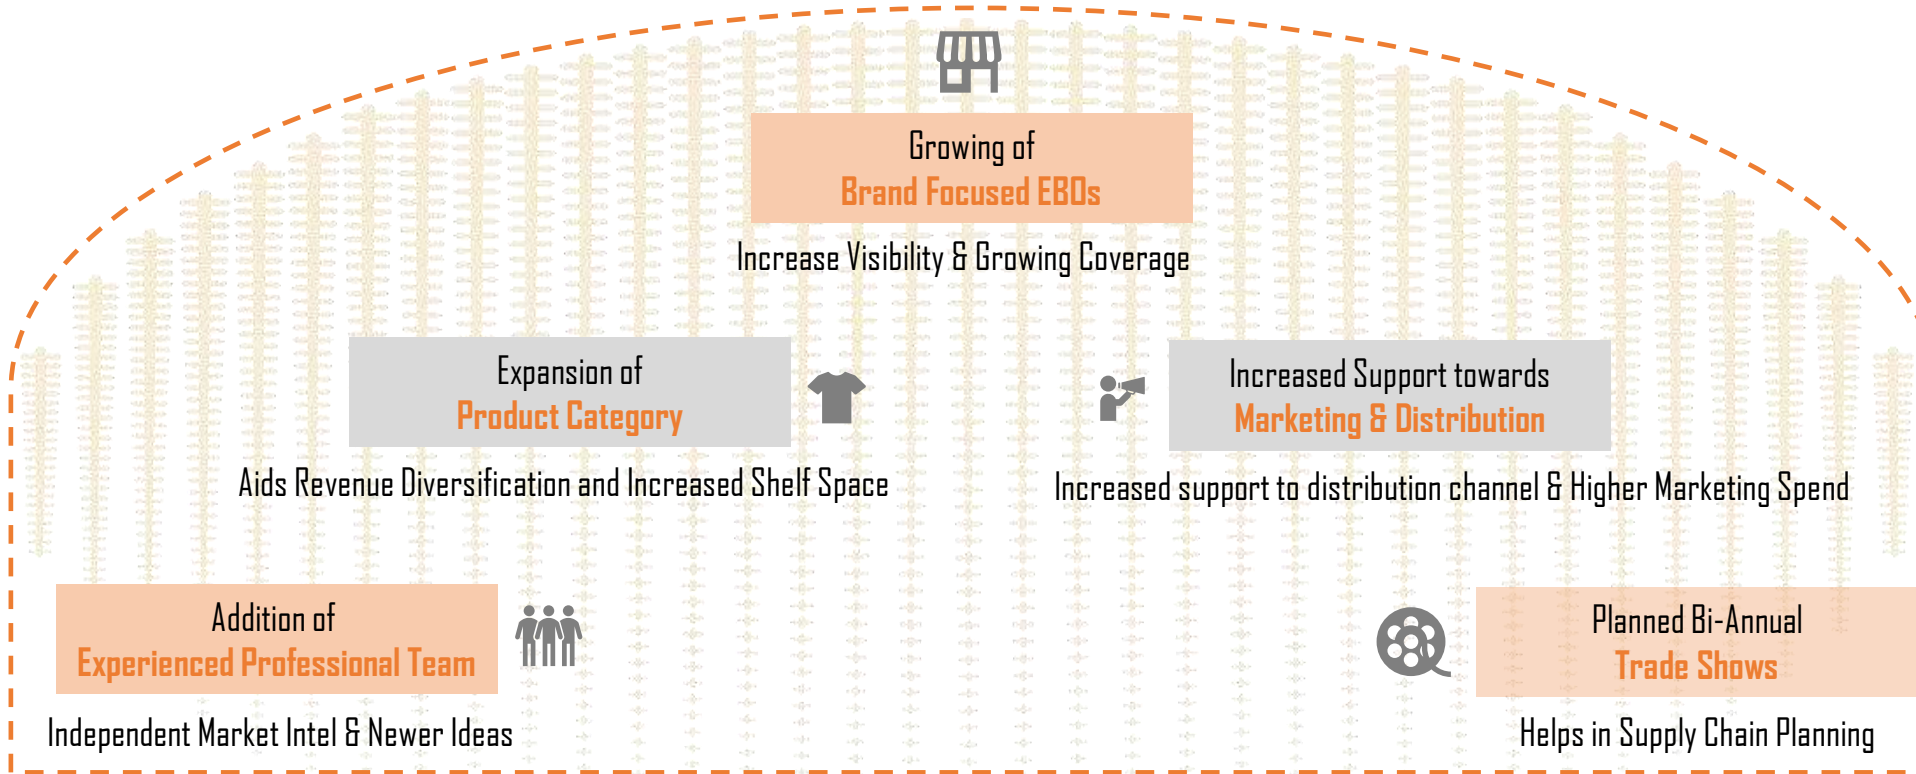 Growing of
Brand Focused EBOs
Increase Visibility & Growing Coverage
Expansion of
Product Category
Aids Revenue Diversification and Increased Shelf Space
Increased Support towards
Marketing & Distribution
Increased support to distribution channel & Higher Marketing Spend
Addition of
Experienced Professional Team
Independent Market Intel & Newer Ideas
Planned Bi-Annual
Trade Shows
Helps in Supply Chain Planning